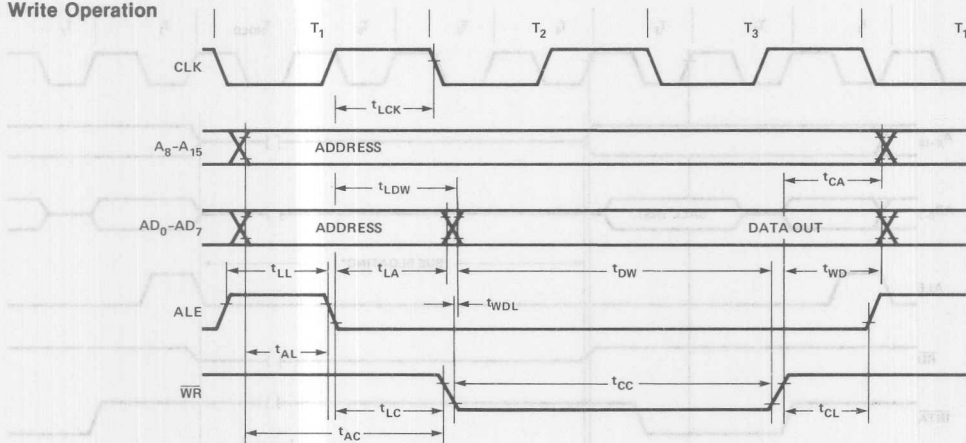 Write Operation
T1 T2 T3 T1
CLK
tLCK
A8-A15 ADDRESS
tLDW tCA
AD0-AD7 ADDRESS DATA OUT
tLL tLA tDW tWD
tWDL
ALE
tAL
tCC
WR
tLC tCL
tAC